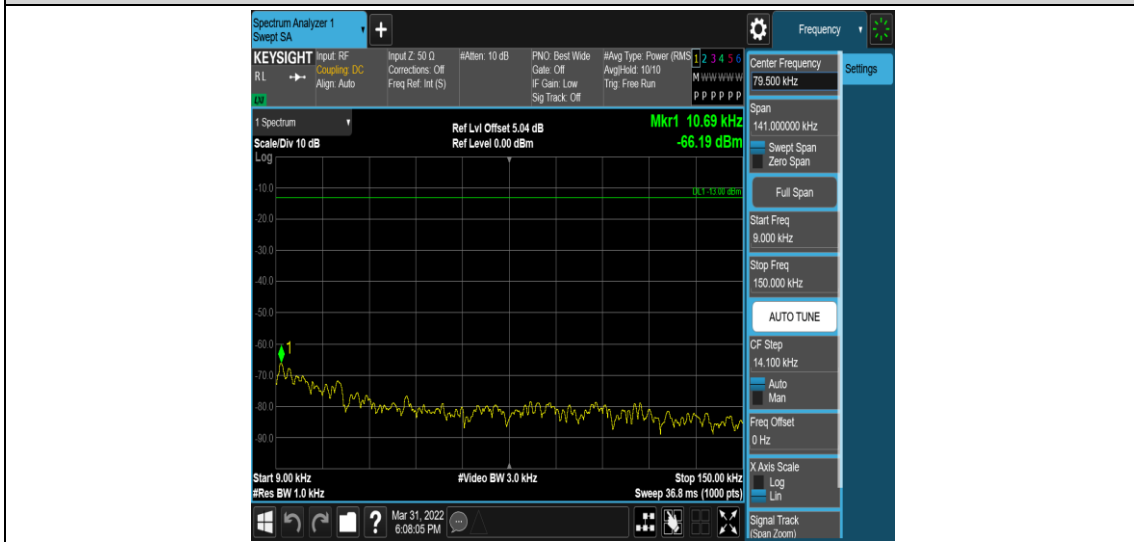 Spectrum Analyzer 1
Swept SA
Frequency
KEYSIGHT
RL
Input: RF
Coupling: DC
Align: Auto
Input Z: 50 Ω
Corrections: Off
Freq Ref: Int (S)
#Atten: 10 dB
PNO: Best Wide
Gate: Off
IF Gain: Low
Sig Track: Off
#Avg Type: Power (RMS
Avg|Hold: 10/10
Trig: Free Run
1 2 3 4 5 6
M W W W W W
P P P P P P
1 Spectrum
Scale/Div 10 dB
Log
Ref Lvl Offset 5.04 dB
Ref Level 0.00 dBm
Mkr1 10.69 kHz
-66.19 dBm
DL1 -13.00 dBm
-10.0
-20.0
-30.0
-40.0
-50.0
-60.0
1
-70.0
-80.0
-90.0
Start 9.00 kHz
#Res BW 1.0 kHz
#Video BW 3.0 kHz
Stop 150.00 kHz
Sweep 36.8 ms (1000 pts)
?
Mar 31, 2022
6:08:05 PM
Center Frequency
79.500 kHz
Settings
Span
141.000000 kHz
Swept Span
Zero Span
Full Span
Start Freq
9.000 kHz
Stop Freq
150.000 kHz
AUTO TUNE
CF Step
14.100 kHz
Auto
Man
Freq Offset
0 Hz
X Axis Scale
Log
Lin
Signal Track
(Span Zoom)